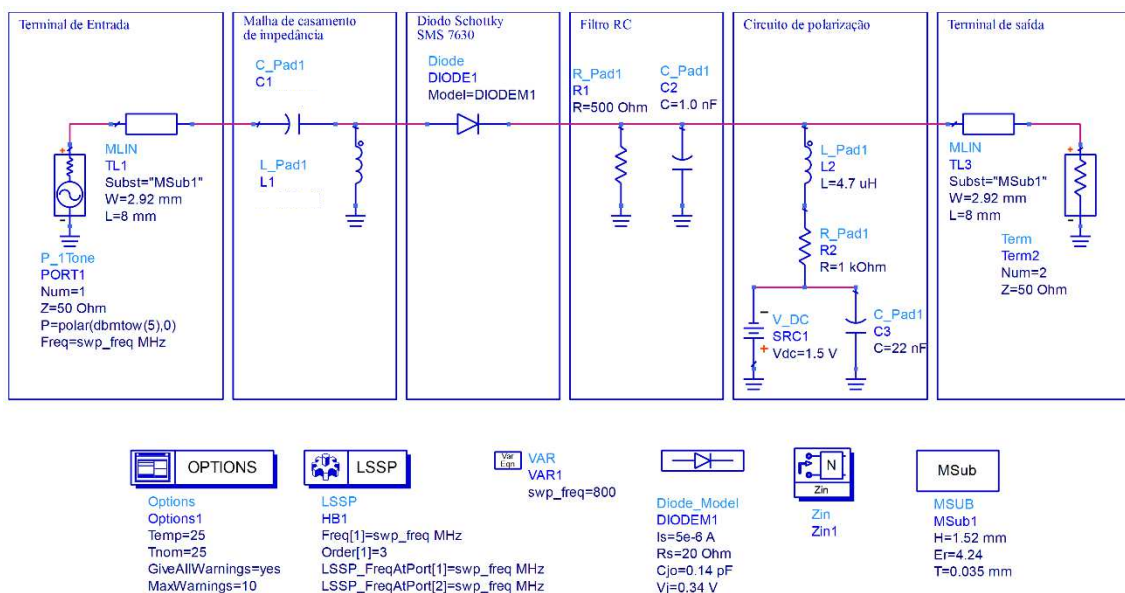 Terminal de Entrada
Malha de casamento
de impedância
Diodo Schottky
SMS 7630
Filtro RC
Circuito de polarização
Terminal de saída
MLIN
TL1
Subst="MSub1"
W=2.92 mm
L=8 mm
P_1Tone
PORT1
Num=1
Z=50 Ohm
P=polar(dbmtow(5),0)
Freq=swp_freq MHz
C_Pad1
C1
L_Pad1
L1
Diode
DIODE1
Model=DIODEM1
R_Pad1
R1
R=500 Ohm
C_Pad1
C2
C=1.0 nF
L_Pad1
L2
L=4.7 uH
R_Pad1
R2
R=1 kOhm
V_DC
SRC1
Vdc=1.5 V
C_Pad1
C3
C=22 nF
MLIN
TL3
Subst="MSub1"
W=2.92 mm
L=8 mm
Term
Term2
Num=2
Z=50 Ohm
OPTIONS
Options
Options1
Temp=25
Tnom=25
GiveAllWarnings=yes
MaxWarnings=10
LSSP
LSSP
HB1
Freq[1]=swp_freq MHz
Order[1]=3
LSSP_FreqAtPort[1]=swp_freq MHz
LSSP_FreqAtPort[2]=swp_freq MHz
Var
Eqn
VAR
VAR1
swp_freq=800
Diode_Model
DIODEM1
Is=5e-6 A
Rs=20 Ohm
Cjo=0.14 pF
Vj=0.34 V
N
Zin
Zin
Zin1
MSub
MSUB
MSub1
H=1.52 mm
Er=4.24
T=0.035 mm